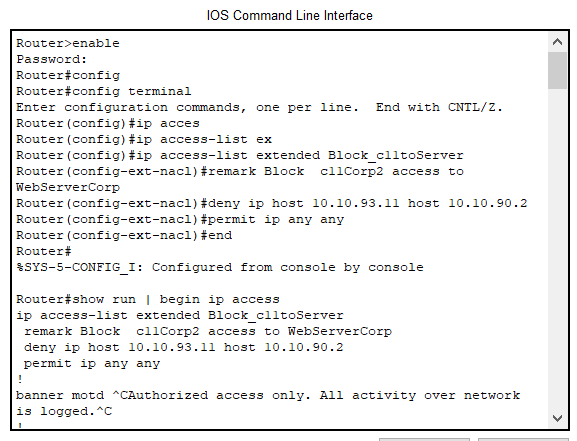 IOS Command Line Interface
Router>enable
Password:
Router#config
Router#config terminal
Enter configuration commands, one per line.  End with CNTL/Z.
Router(config)#ip acces
Router(config)#ip access-list ex
Router(config)#ip access-list extended Block_c11toServer
Router(config-ext-nacl)#remark Block  c11Corp2 access to
WebServerCorp
Router(config-ext-nacl)#deny ip host 10.10.93.11 host 10.10.90.2
Router(config-ext-nacl)#permit ip any any
Router(config-ext-nacl)#end
Router#
%SYS-5-CONFIG_I: Configured from console by console
Router#show run | begin ip access
ip access-list extended Block_c11toServer
 remark Block  c11Corp2 access to WebServerCorp
 deny ip host 10.10.93.11 host 10.10.90.2
 permit ip any any
!
banner motd ^CAuthorized access only. All activity over network
is logged.^C
!